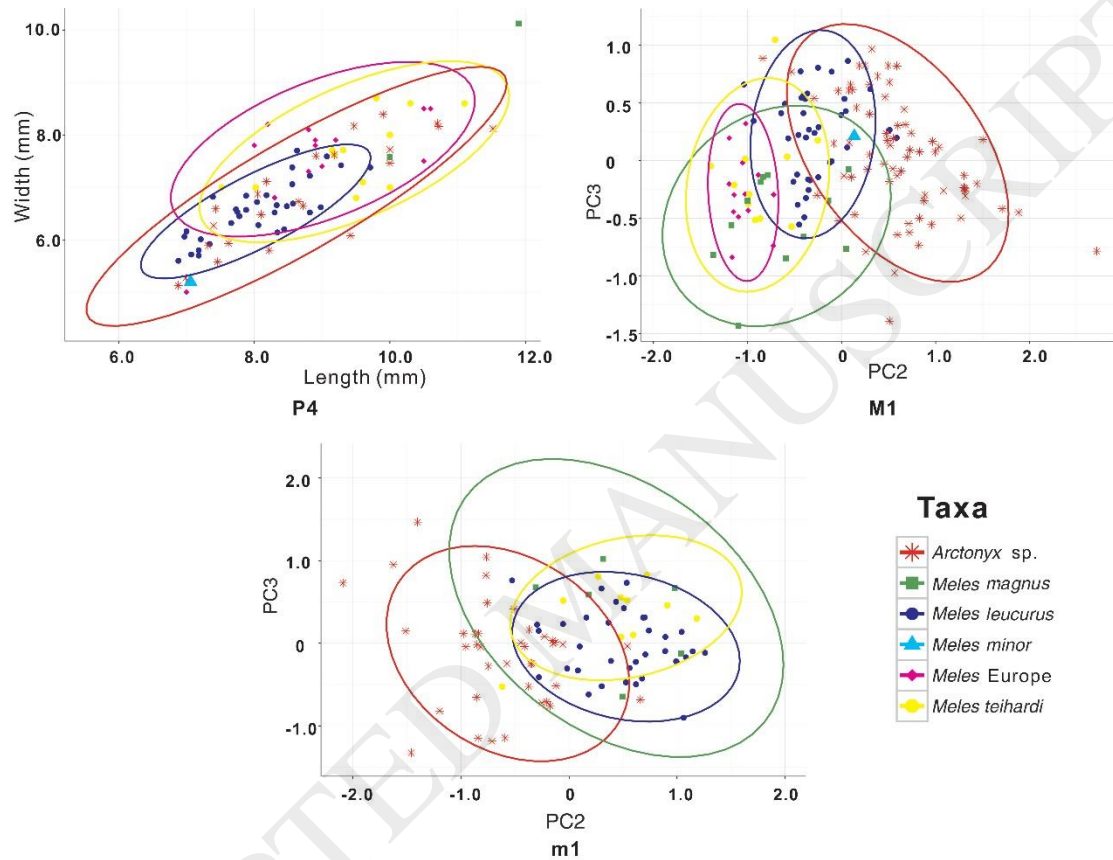 10.0
8.0
6.0
Width (mm)
6.0 8.0 10.0 12.0
Length (mm)
P4
1.0
0.5
0
-0.5
-1.0
-1.5
PC3
-2.0 -1.0 0 1.0 2.0
PC2
M1
2.0
1.0
0
-1.0
PC3
-2.0 -1.0 0 1.0 2.0
PC2
m1
Taxa
Arctonyx sp.
Meles magnus
Meles leucurus
Meles minor
Meles Europe
Meles teihardi
TED MANUSCRIPT